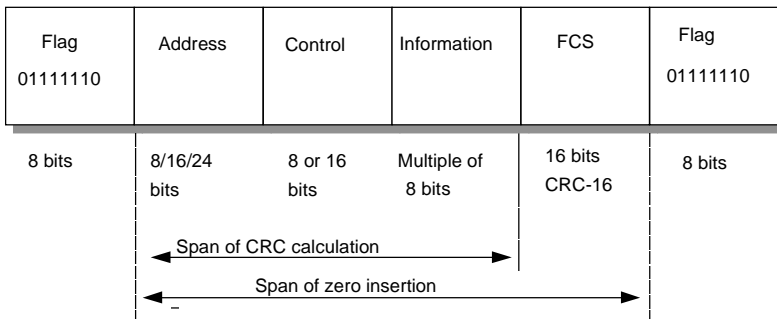 Flag
01111110
Address
Control
Information
FCS
Flag
01111110
8 bits
8/16/24
bits
8 or 16
bits
Multiple of
8 bits
16 bits
CRC-16
8 bits
Span of CRC calculation
Span of zero insertion